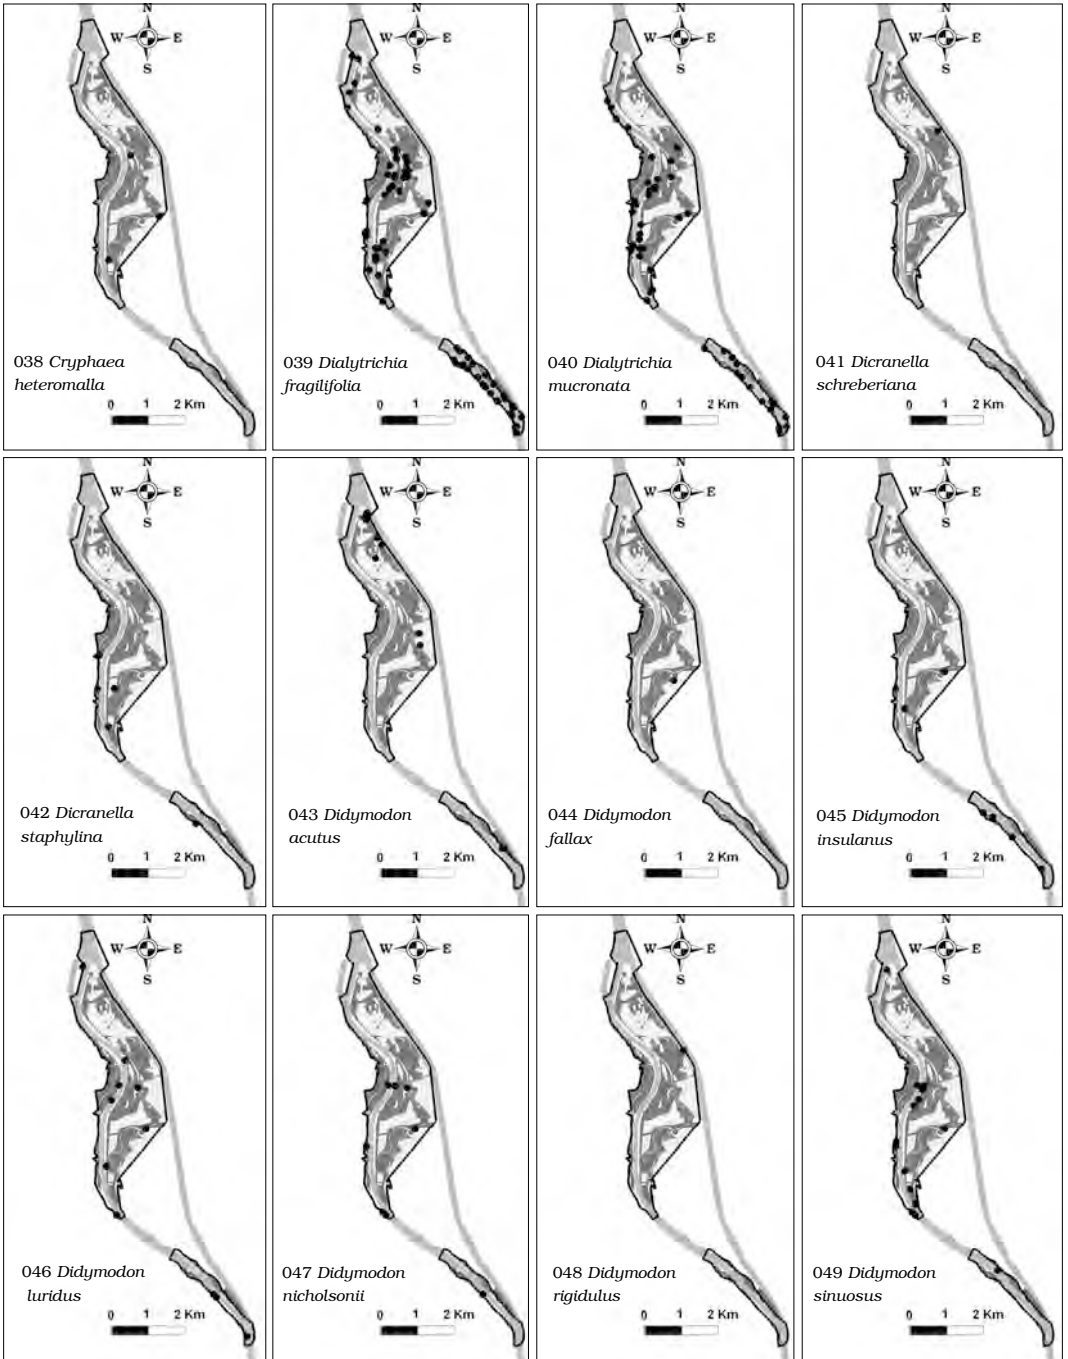 N
W E
S
038 Cryphaea
heteromalla
0 1 2 Km
N
W E
S
039 Dialytrichia
fragilifolia
0 1 2 Km
N
W E
S
040 Dialytrichia
mucronata
0 1 2 Km
N
W E
S
041 Dicranella
schreberiana
0 1 2 Km
N
W E
S
042 Dicranella
staphylina
0 1 2 Km
N
W E
S
043 Didymodon
acutus
0 1 2 Km
N
W E
S
044 Didymodon
fallax
0 1 2 Km
N
W E
S
045 Didymodon
insulanus
0 1 2 Km
N
W E
S
046 Didymodon
luridus
0 1 2 Km
N
W E
S
047 Didymodon
nicholsonii
0 1 2 Km
N
W E
S
048 Didymodon
rigidulus
0 1 2 Km
N
W E
S
049 Didymodon
sinuosus
0 1 2 Km